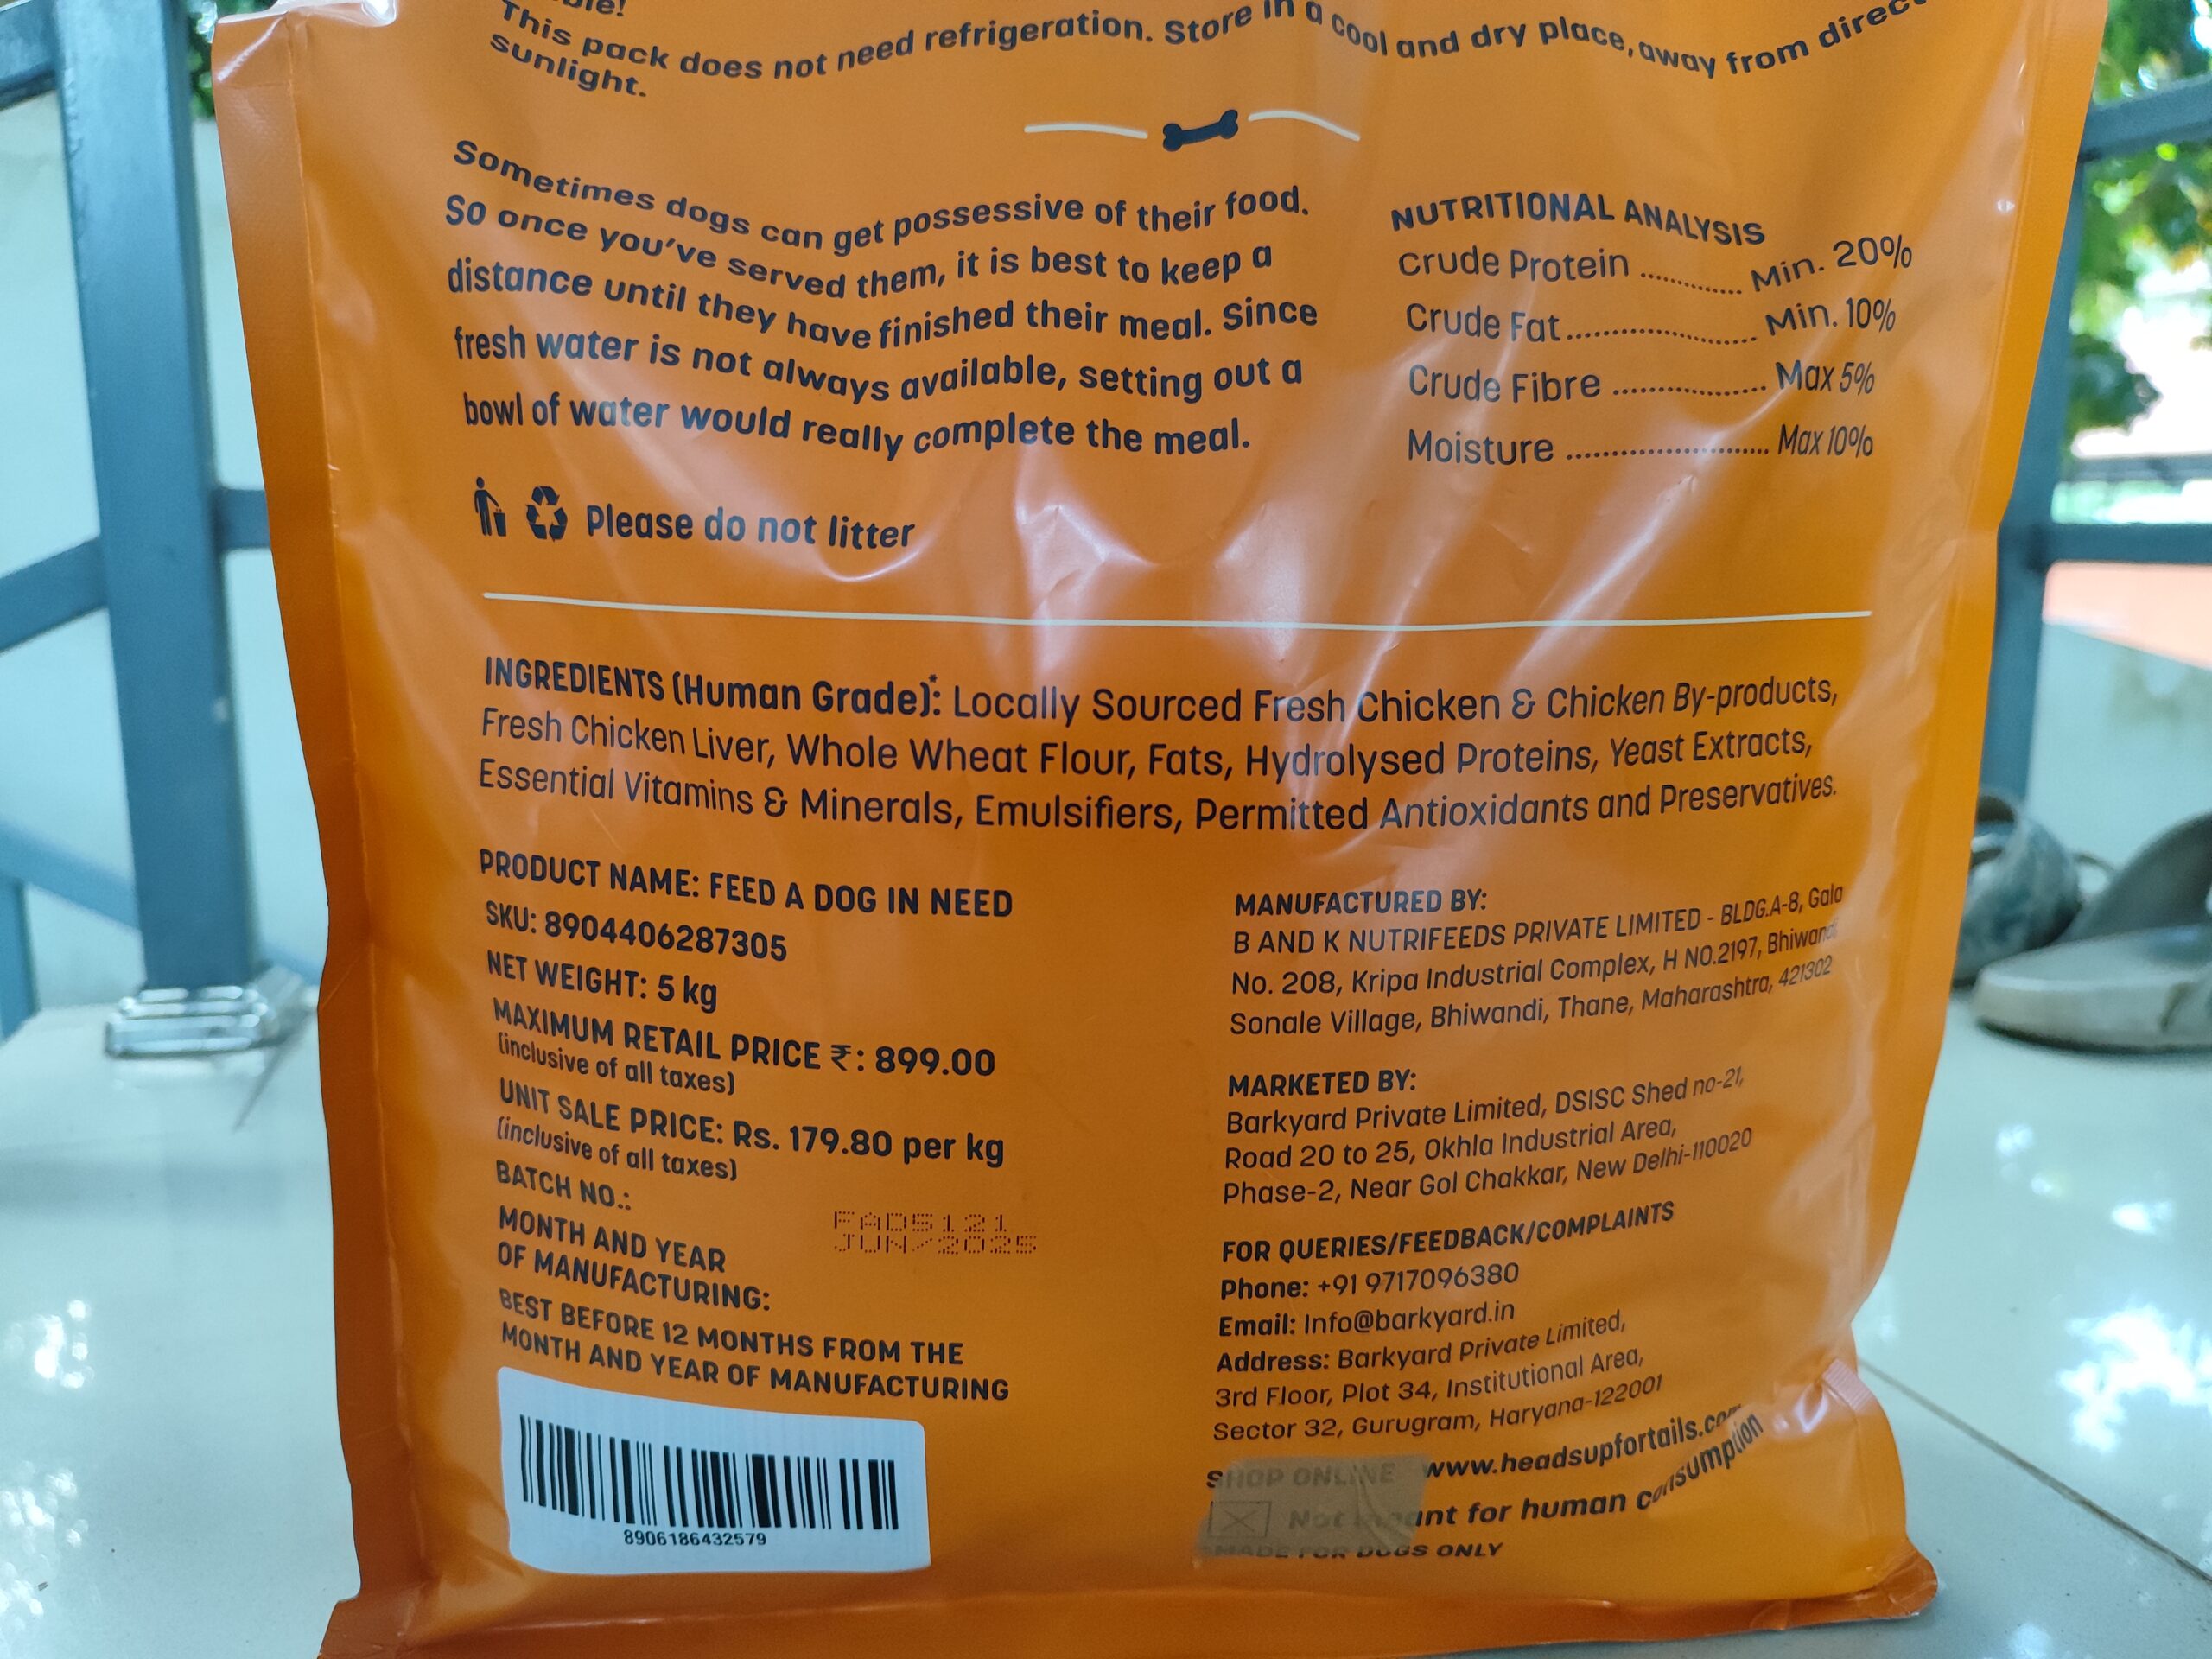 This pack does not need refrigeration. Store in a cool and dry place, away from direct
sunlight.
Sometimes dogs can get possessive of their food.
So once you've served them, it is best to keep a
distance until they have finished their meal. Since
fresh water is not always available, setting out a
bowl of water would really complete the meal.
Please do not litter
NUTRITIONAL ANALYSIS
Crude Protein ........... Min. 20%
Crude Fat..................... Min. 10%
Crude Fibre ................. Max 5%
Moisture ....................... Max 10%
INGREDIENTS (Human Grade)*: Locally Sourced Fresh Chicken & Chicken By-products,
Fresh Chicken Liver, Whole Wheat Flour, Fats, Hydrolysed Proteins, Yeast Extracts,
Essential Vitamins & Minerals, Emulsifiers, Permitted Antioxidants and Preservatives.
PRODUCT NAME: FEED A DOG IN NEED
SKU: 8904406287305
NET WEIGHT: 5 kg
MAXIMUM RETAIL PRICE ₹: 899.00
(inclusive of all taxes)
UNIT SALE PRICE: Rs. 179.80 per kg
(inclusive of all taxes)
BATCH NO.:
FAD5121
MONTH AND YEAR
OF MANUFACTURING:
JUN/2025
BEST BEFORE 12 MONTHS FROM THE
MONTH AND YEAR OF MANUFACTURING
8906186432579
MANUFACTURED BY:
B AND K NUTRIFEEDS PRIVATE LIMITED - BLDG.A-8, Gala
No. 208, Kripa Industrial Complex, H NO.2197, Bhiwandi
Sonale Village, Bhiwandi, Thane, Maharashtra, 421302
MARKETED BY:
Barkyard Private Limited, DSISC Shed no-21,
Road 20 to 25, Okhla Industrial Area,
Phase-2, Near Gol Chakkar, New Delhi-110020
FOR QUERIES/FEEDBACK/COMPLAINTS
Phone: +91 9717096380
Email: Info@barkyard.in
Address: Barkyard Private Limited,
3rd Floor, Plot 34, Institutional Area,
Sector 32, Gurugram, Haryana-122001
SHOP ONLINE www.headsupfortails.com
Not meant for human consumption
MADE FOR DOGS ONLY